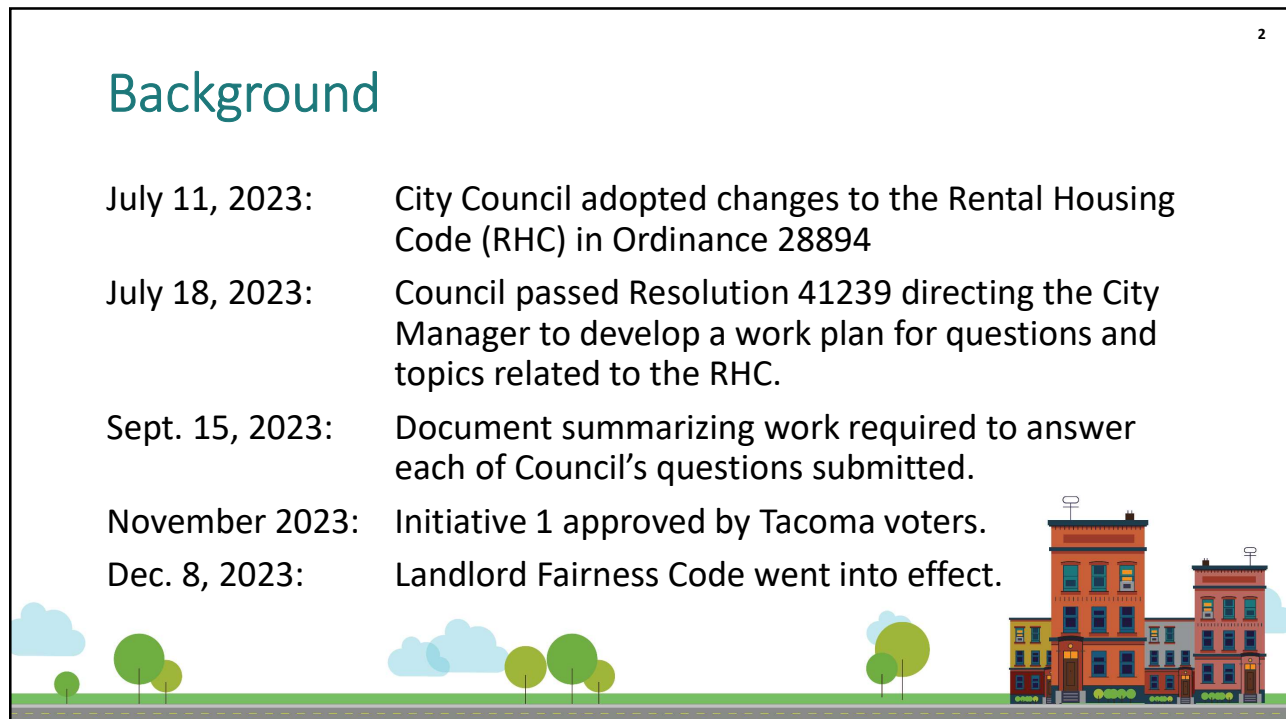 2
Background
July 11, 2023: City Council adopted changes to the Rental Housing
Code (RHC) in Ordinance 28894
July 18, 2023: Council passed Resolution 41239 directing the City
Manager to develop a work plan for questions and
topics related to the RHC.
Sept. 15, 2023: Document summarizing work required to answer
each of Council’s questions submitted.
November 2023: Initiative 1 approved by Tacoma voters.
Dec. 8, 2023: Landlord Fairness Code went into effect.